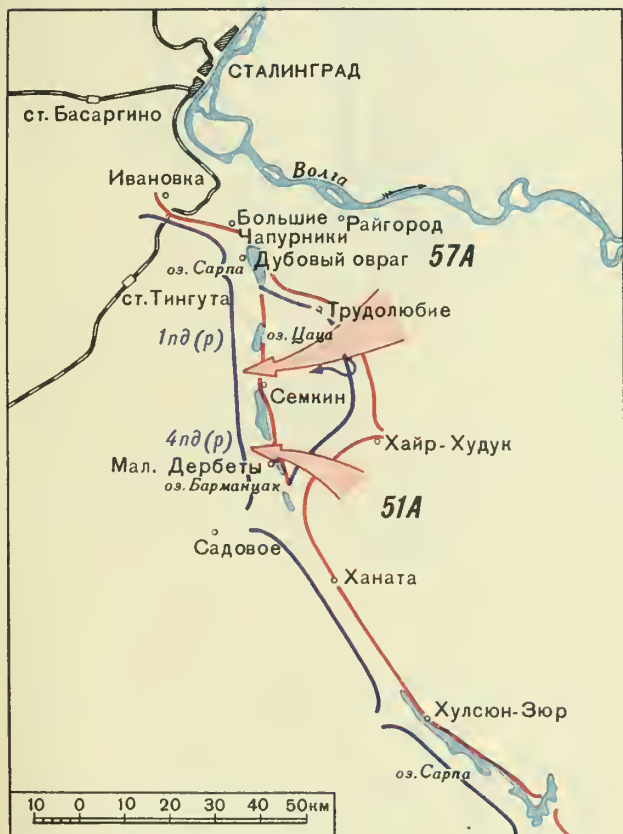 СТАЛИНГРАД
ст. Басаргино
Волга
Ивановка
Большие
Чапурники
Райгород
оз. Сарпа
Дубовый овраг
57А
ст. Тингута
Трудолюбие
1пд (р)
оз. Цаца
Семкин
4пд (р)
Хайр-Худук
Мал. Дербеты
оз. Барманцак
51А
Садовое
Ханата
Хулсюн-Зюр
оз. Сарпа
10 0 10 20 30 40 50км